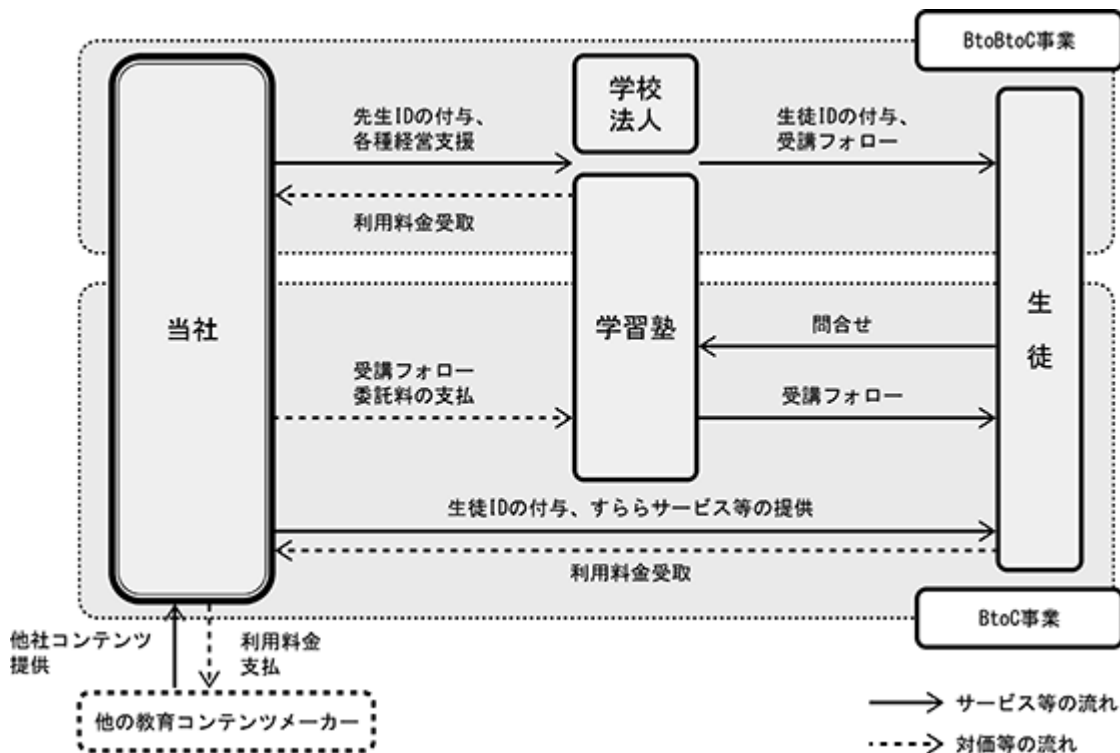 BtoBtoC事業
学校
法人
先生IDの付与、
各種経営支援
生徒IDの付与、
受講フォロー
利用料金受取
当社
学習塾
生
徒
問合せ
受講フォロー
委託料の支払
受講フォロー
生徒IDの付与、すららサービス等の提供
利用料金受取
BtoC事業
他社コンテンツ
提供
利用料金
支払
他の教育コンテンツメーカー
サービス等の流れ
対価等の流れ